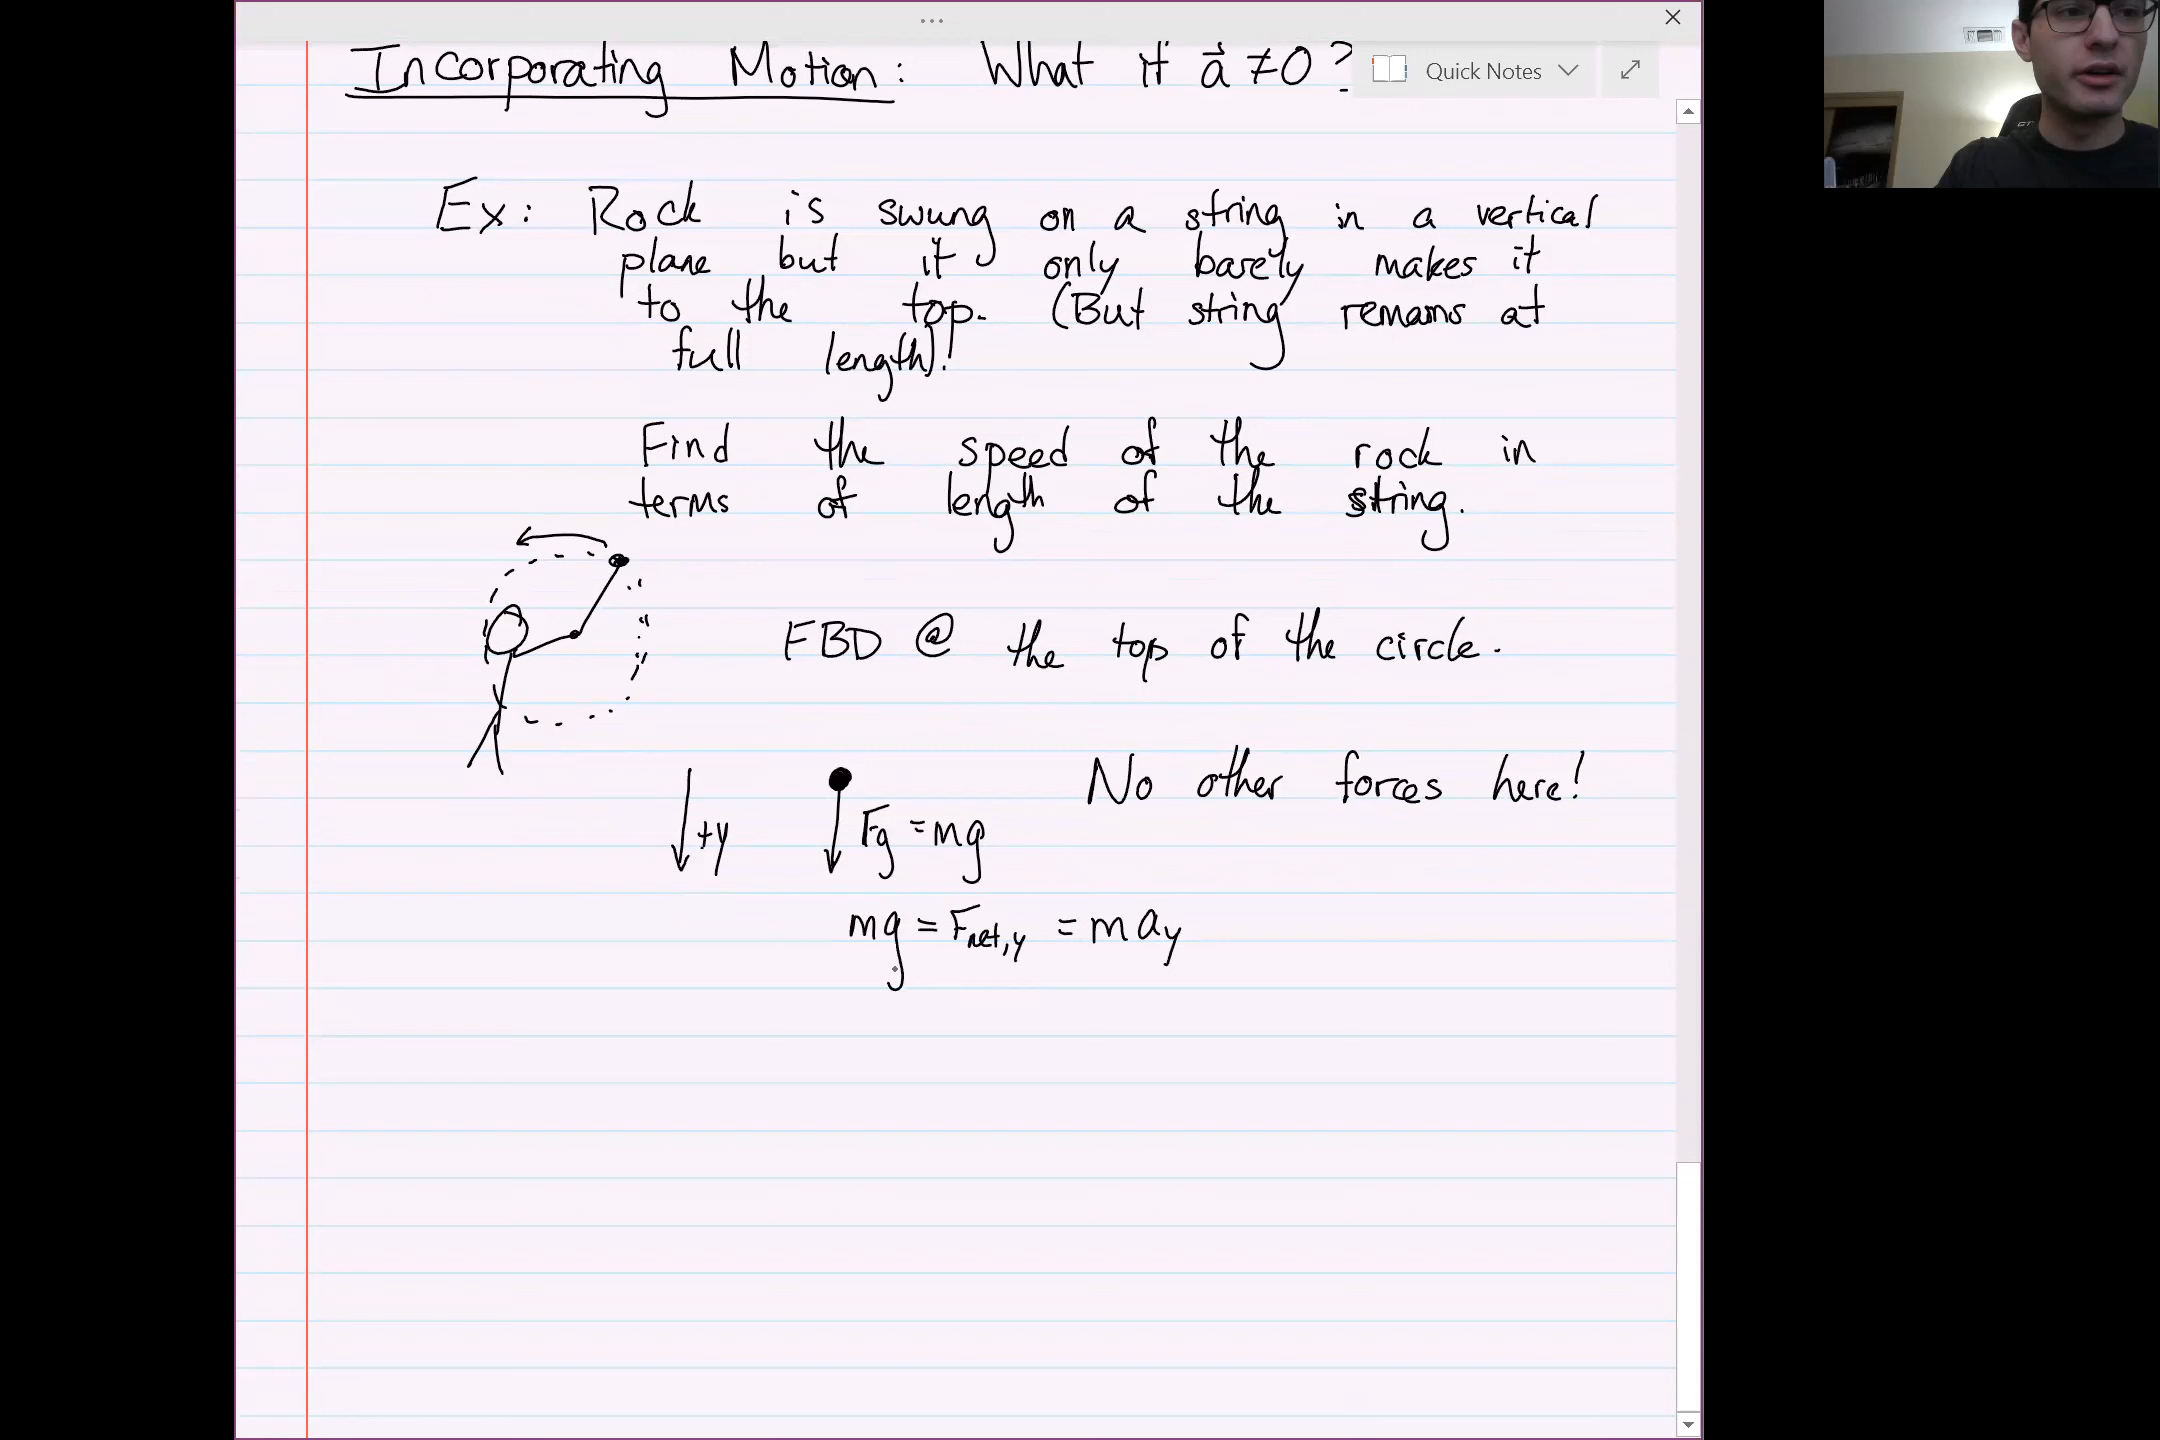 Incorporating Motion: What if a⃗ ≠ 0?
Quick Notes
Ex: Rock is swung on a string in a vertical
plane but it only barely makes it
to the top. (But string remains at
full length)!
Find the speed of the rock in
terms of length of the string.
FBD @ the top of the circle.
No other forces here!
+y
Fg = mg
mg = Fnet,y = may